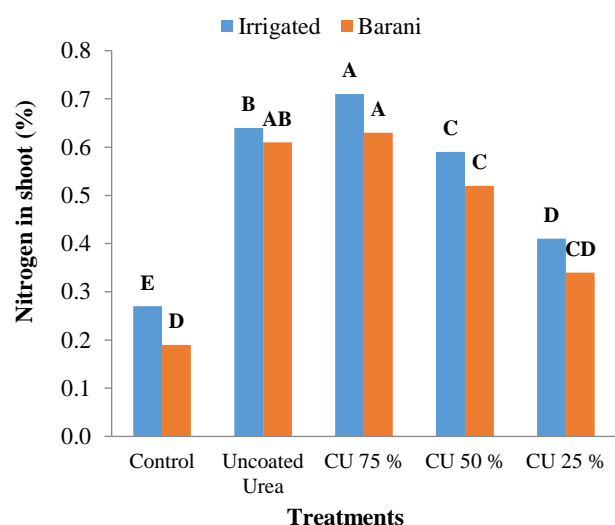 Irrigated Barani
Nitrogen in shoot (%)
0.8
0.7
0.6
0.5
0.4
0.3
0.2
0.1
0.0
E
D
B
AB
A
A
C
C
D
CD
Control
Uncoated
Urea
CU 75 %
CU 50 %
CU 25 %
Treatments